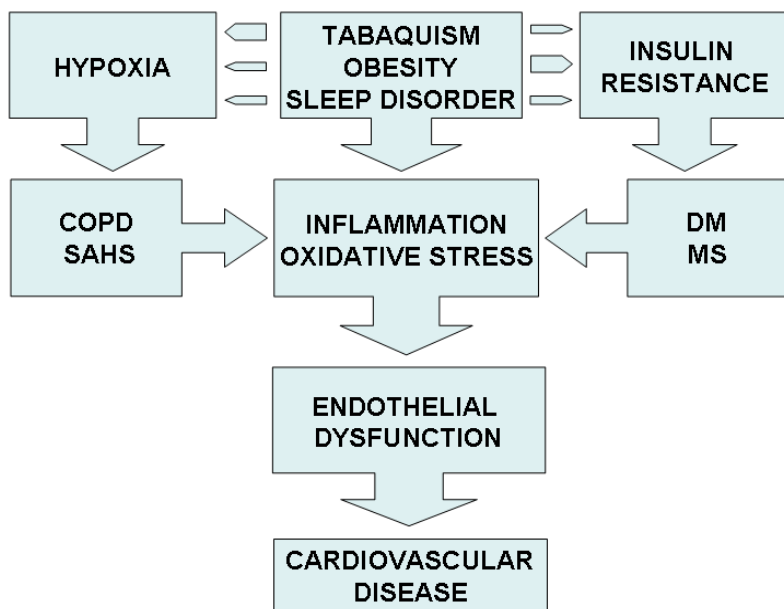 HYPOXIA
TABAQUISM
OBESITY
SLEEP DISORDER
INSULIN
RESISTANCE
COPD
SAHS
INFLAMMATION
OXIDATIVE STRESS
DM
MS
ENDOTHELIAL
DYSFUNCTION
CARDIOVASCULAR
DISEASE